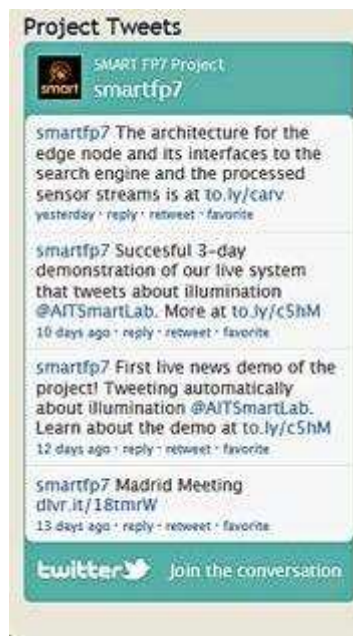 Project Tweets
SMART FP7 Project
smart
smartfp7
smartfp7 The architecture for the
edge node and its interfaces to the
search engine and the processed
sensor streams is at to.ly/carv
yesterday · reply · retweet · favorite
smartfp7 Succesful 3-day
demonstration of our live system
that tweets about illumination
@AITSmartLab. More at to.ly/c5hM
10 days ago · reply · retweet · favorite
smartfp7 First live news demo of the
project! Tweeting automatically
about illumination @AITSmartLab.
Learn about the demo at to.ly/c5hM
12 days ago · reply · retweet · favorite
smartfp7 Madrid Meeting
dlvr.it/18tmrW
13 days ago · reply · retweet · favorite
twitter Join the conversation